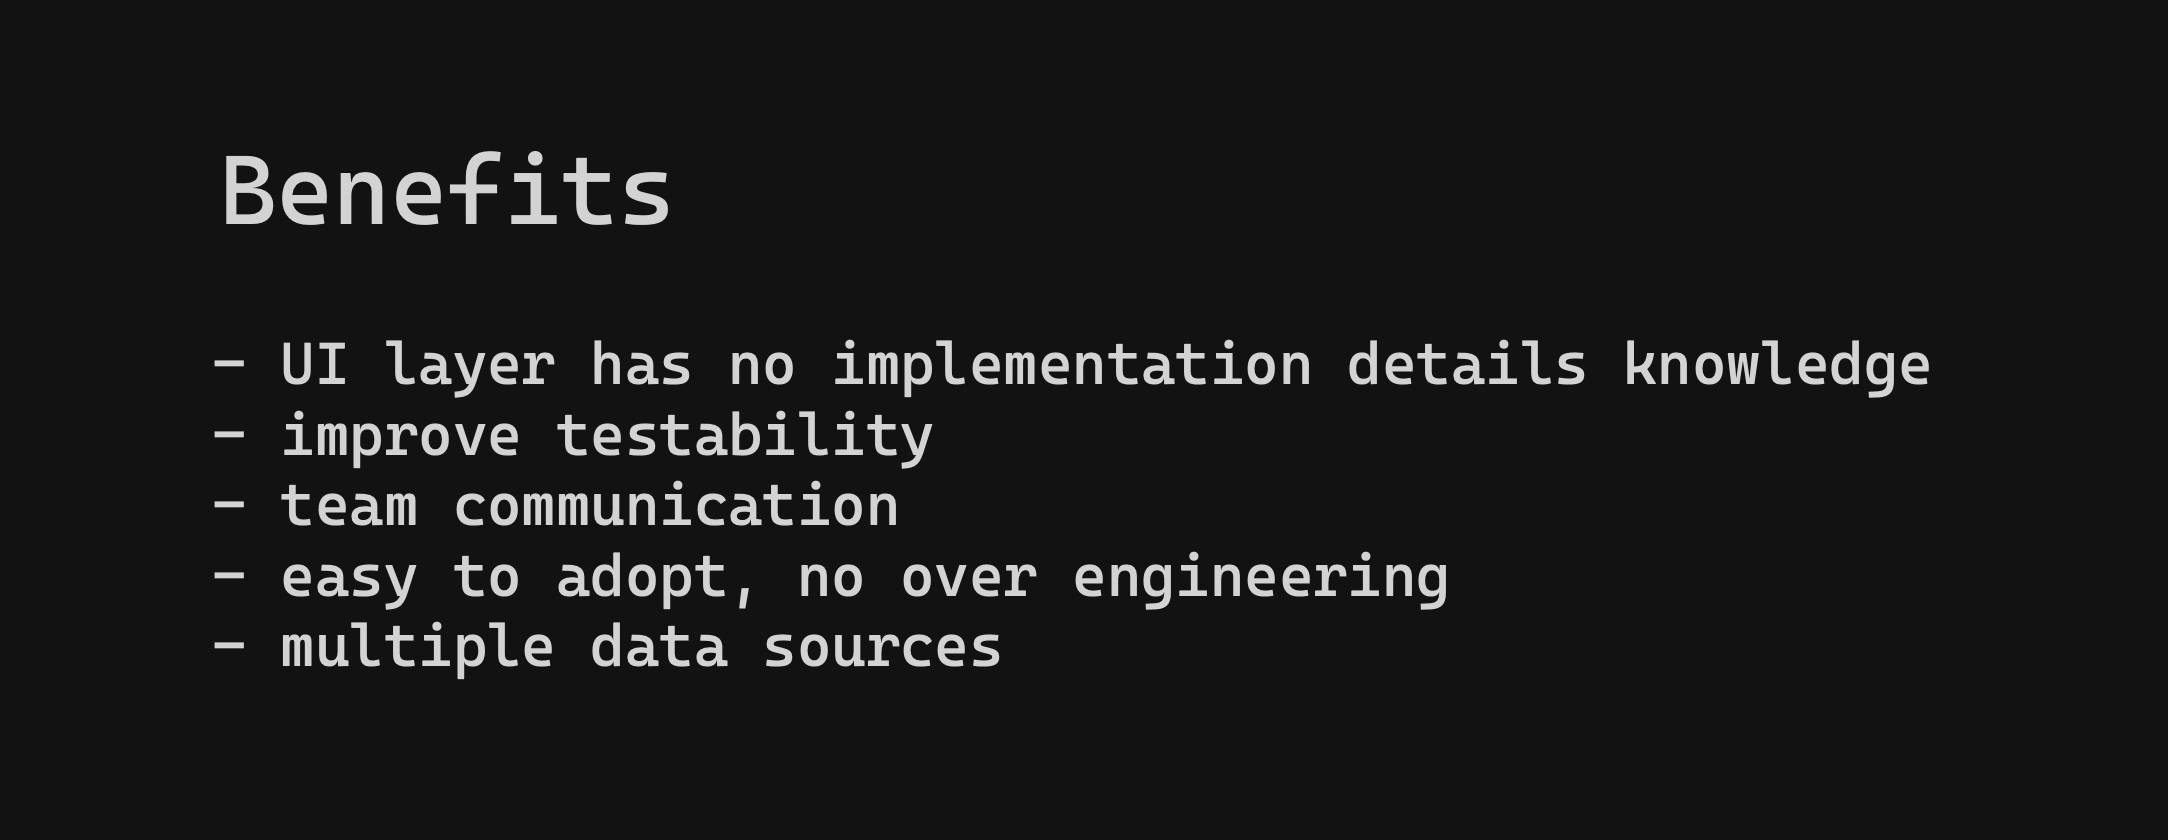 Benefits
- UI layer has no implementation details knowledge
- improve testability
- team communication
- easy to adopt, no over engineering
- multiple data sources